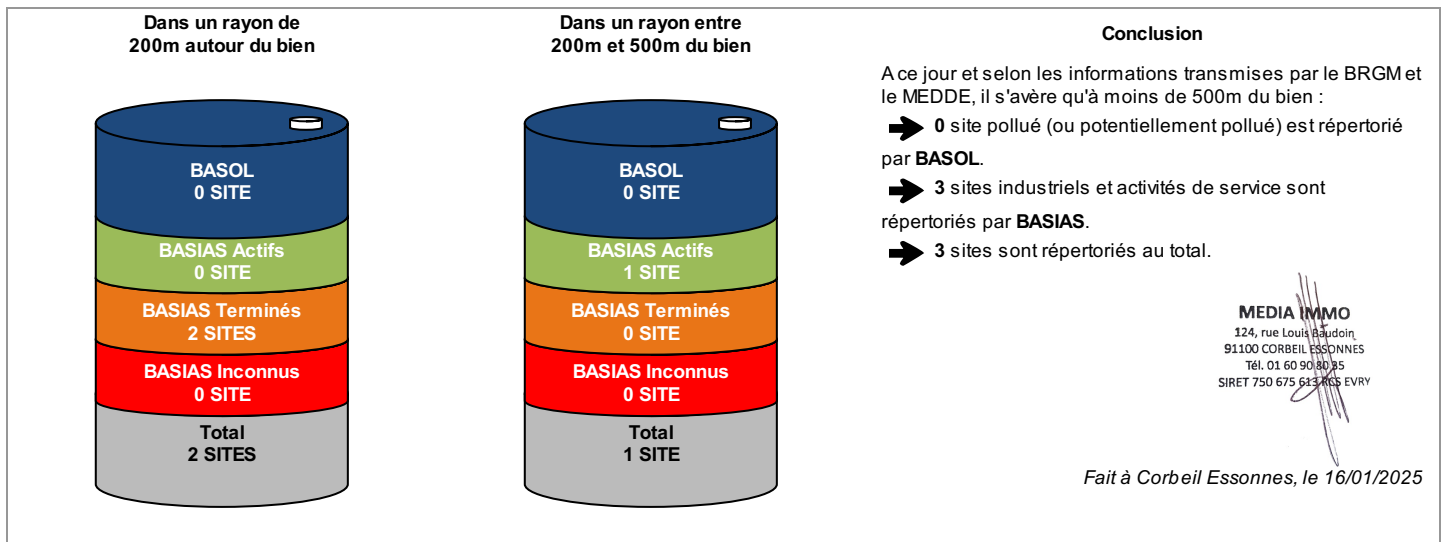 Dans un rayon de
200m autour du bien
BASOL
0 SITE
BASIAS Actifs
0 SITE
BASIAS Terminés
2 SITES
BASIAS Inconnus
0 SITE
Total
2 SITES
Dans un rayon entre
200m et 500m du bien
BASOL
0 SITE
BASIAS Actifs
1 SITE
BASIAS Terminés
0 SITE
BASIAS Inconnus
0 SITE
Total
1 SITE
Conclusion
A ce jour et selon les informations transmises par le BRGM et
le MEDDE, il s'avère qu'à moins de 500m du bien :
0 site pollué (ou potentiellement pollué) est répertorié
par BASOL.
3 sites industriels et activités de service sont
répertoriés par BASIAS.
3 sites sont répertoriés au total.
MEDIA IMMO
124, rue Louis Baudoin
91100 CORBEIL ESSONNES
Tél. 01 60 90 80 85
SIRET 750 675 613 RCS EVRY
Fait à Corbeil Essonnes, le 16/01/2025